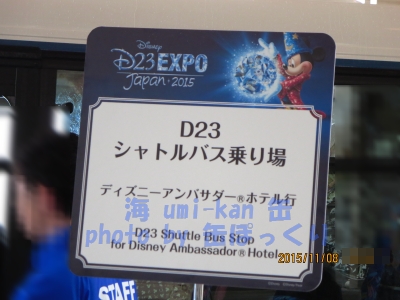 Disney
D23 EXPO
Japan・2015
D23
シャトルバス乗り場
ディズニーアンバサダー®ホテル行
海 umi-kan 缶
D23 Shuttle Bus Stop
for Disney Ambassador® Hotel
2015/11/08
STAFF